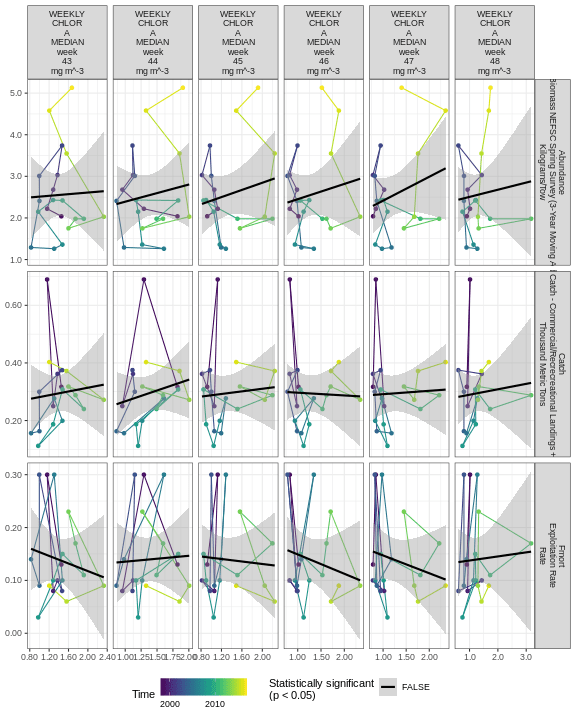 WEEKLY
CHLOR
A
MEDIAN
week
43
mg m^-3
WEEKLY
CHLOR
A
MEDIAN
week
44
mg m^-3
WEEKLY
CHLOR
A
MEDIAN
week
45
mg m^-3
WEEKLY
CHLOR
A
MEDIAN
week
46
mg m^-3
WEEKLY
CHLOR
A
MEDIAN
week
47
mg m^-3
WEEKLY
CHLOR
A
MEDIAN
week
48
mg m^-3
5.0
4.0
3.0
2.0
1.0
Abundance
Biomass NEFSC Spring Survey (3-Year Moving A
Kilograms/Tow
0.60
0.40
0.20
Catch
Catch - Commercial/Recrecreational Landings +
Thousand Metric Tons
0.30
0.20
0.10
0.00
Fmort
Exploitation Rate
Rate
0.80 1.20 1.60 2.00 2.40
1.00 1.25 1.50 1.75 2.00
0.80 1.20 1.60 2.00
1.00 1.50 2.00
1.00 1.50 2.00
1.0 2.0 3.0
Time
2000 2010
Statistically significant
(p < 0.05)
FALSE